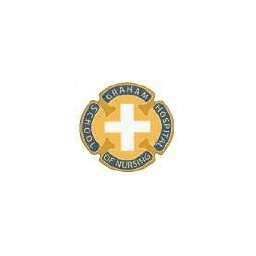 GRAHAM
HOSPITAL
SCHOOL
OF NURSING